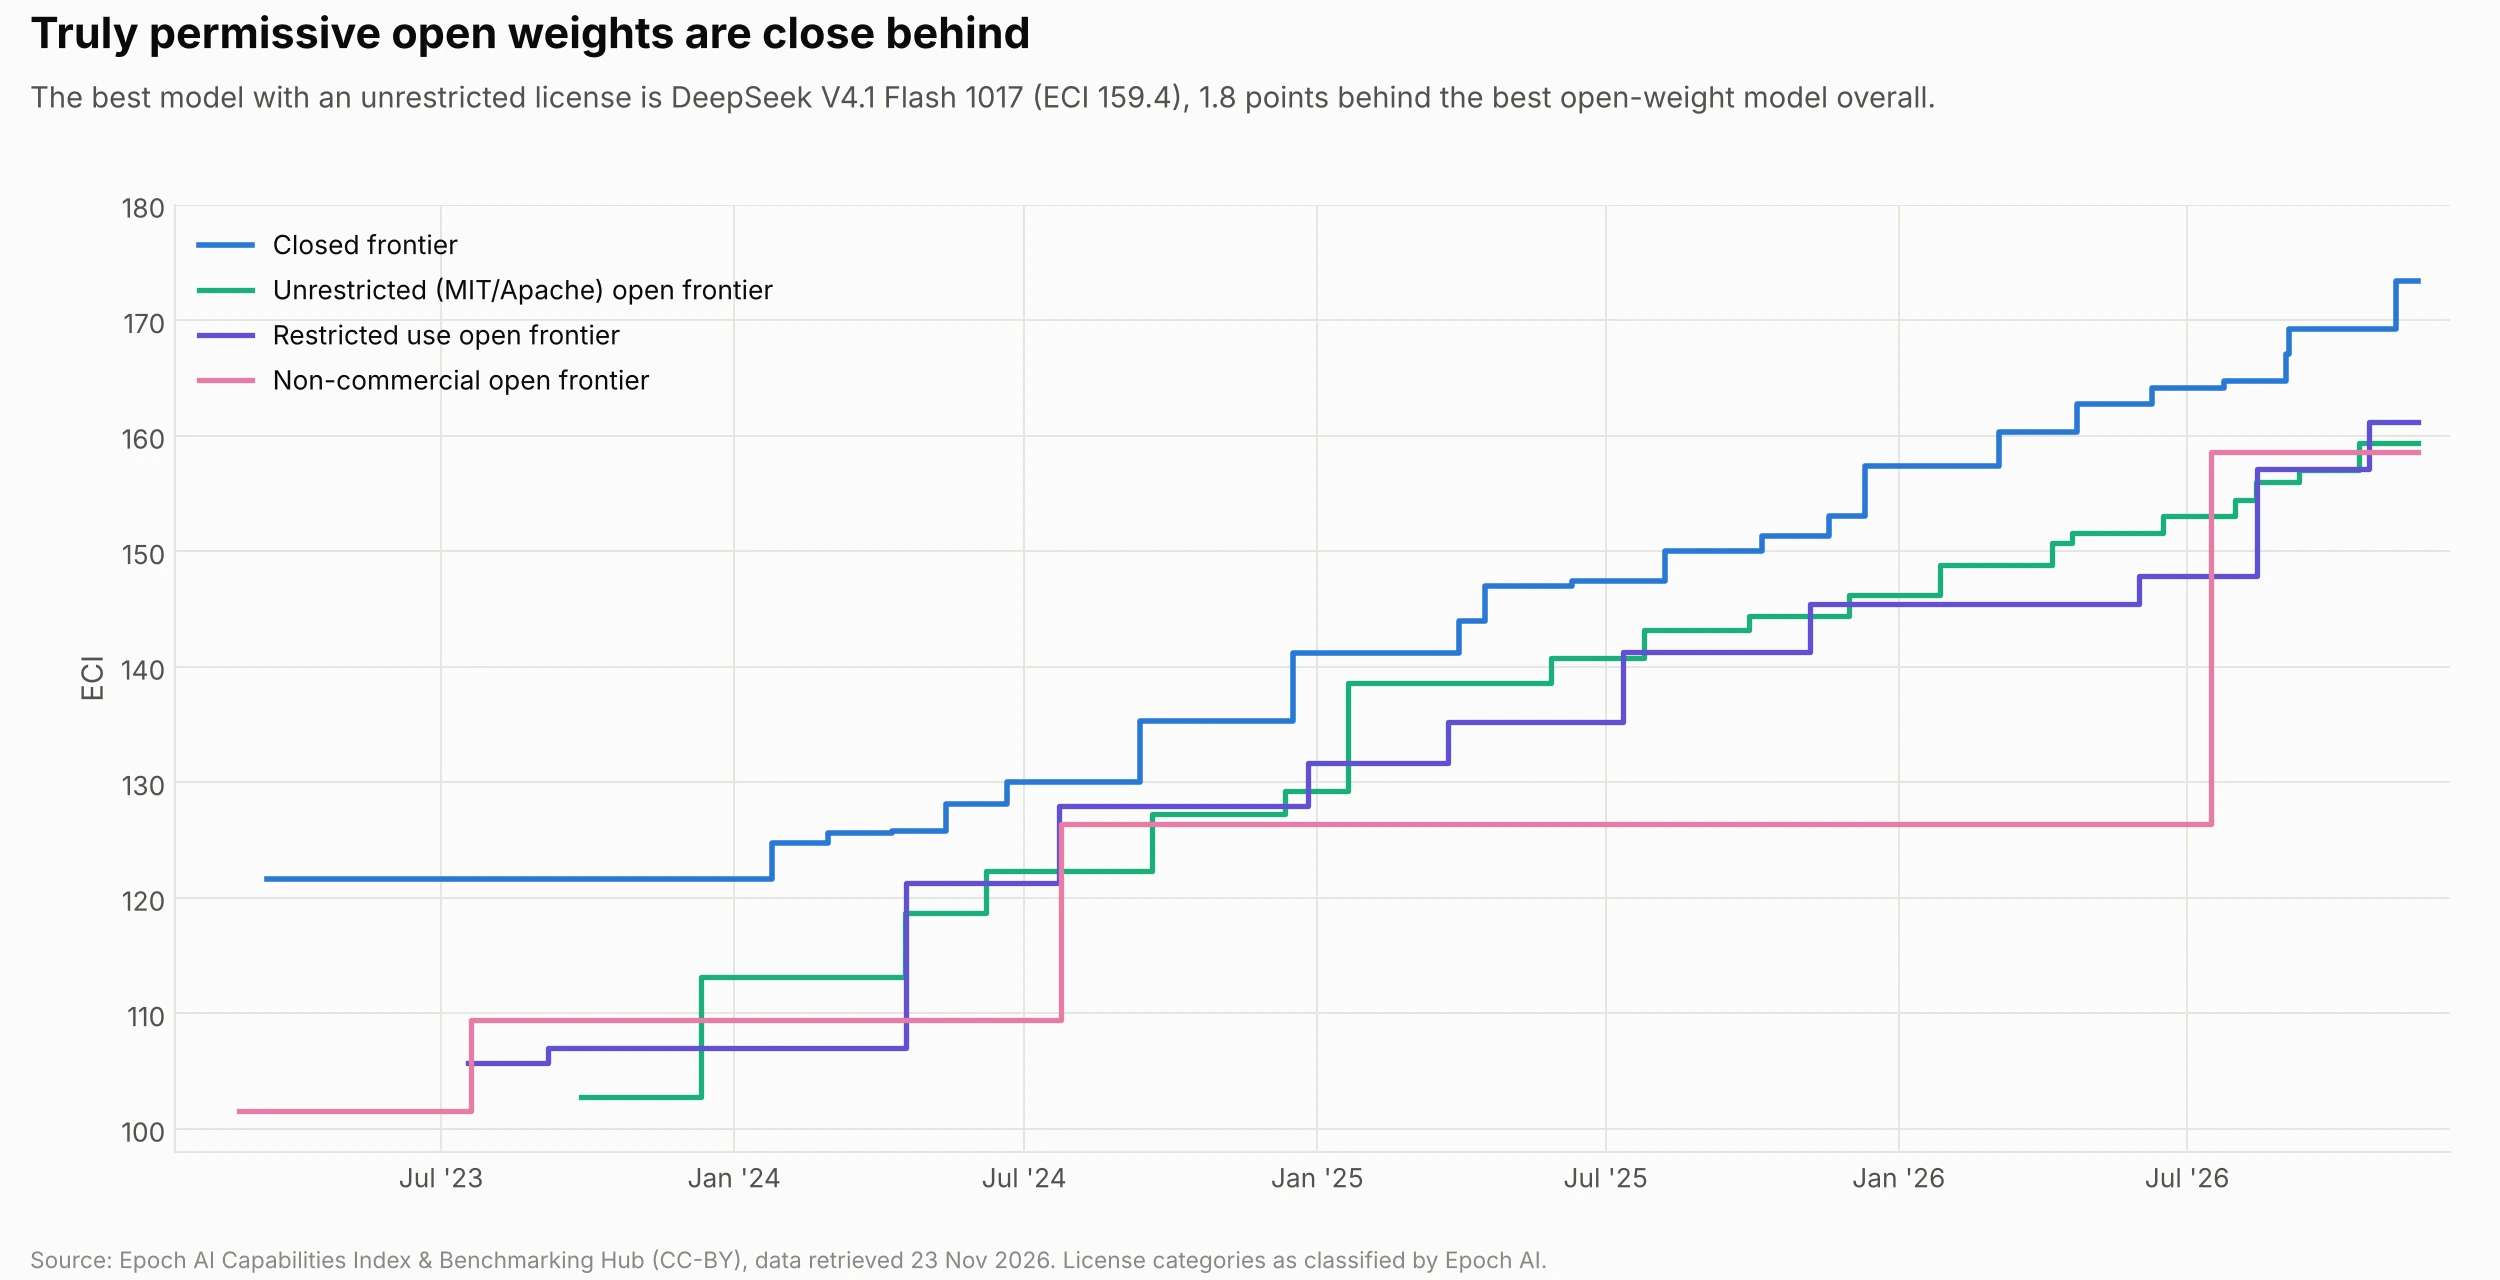 Truly permissive open weights are close behind
The best model with an unrestricted license is DeepSeek V4.1 Flash 1017 (ECI 159.4), 1.8 points behind the best open-weight model overall.
180
Closed frontier
Unrestricted (MIT/Apache) open frontier
170
Restricted use open frontier
Non-commercial open frontier
160
150
ECI
140
130
120
110
100
Jul '23
Jan '24
Jul '24
Jan '25
Jul '25
Jan '26
Jul '26
Source: Epoch AI Capabilities Index & Benchmarking Hub (CC-BY), data retrieved 23 Nov 2026. License categories as classified by Epoch AI.